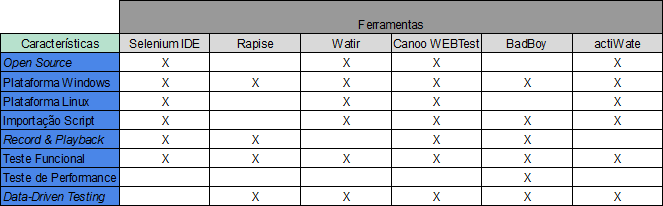 Ferramentas
Características Selenium IDE Rapise Watir Canoo WEBTest BadBoy actiWate
Open Source X X X X
Plataforma Windows X X X X X X
Plataforma Linux X X X X
Importação Script X X X X X
Record & Playback X X X X
Teste Funcional X X X X X X
Teste de Performance X
Data-Driven Testing X X X X X